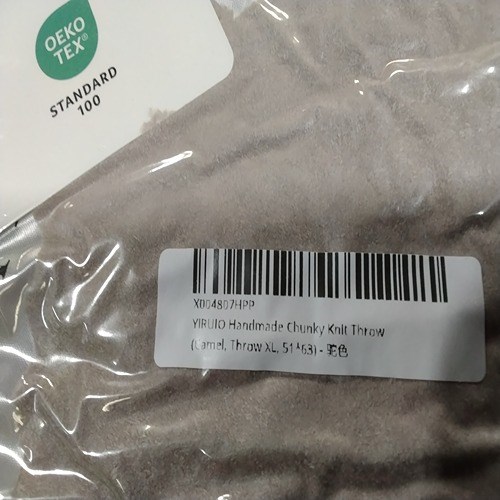 OEKO
TEX®
STANDARD
100
X004807HPP
YIRUIO Handmade Chunky Knit Throw
(Camel, Throw XL, 51*63) - 驼色